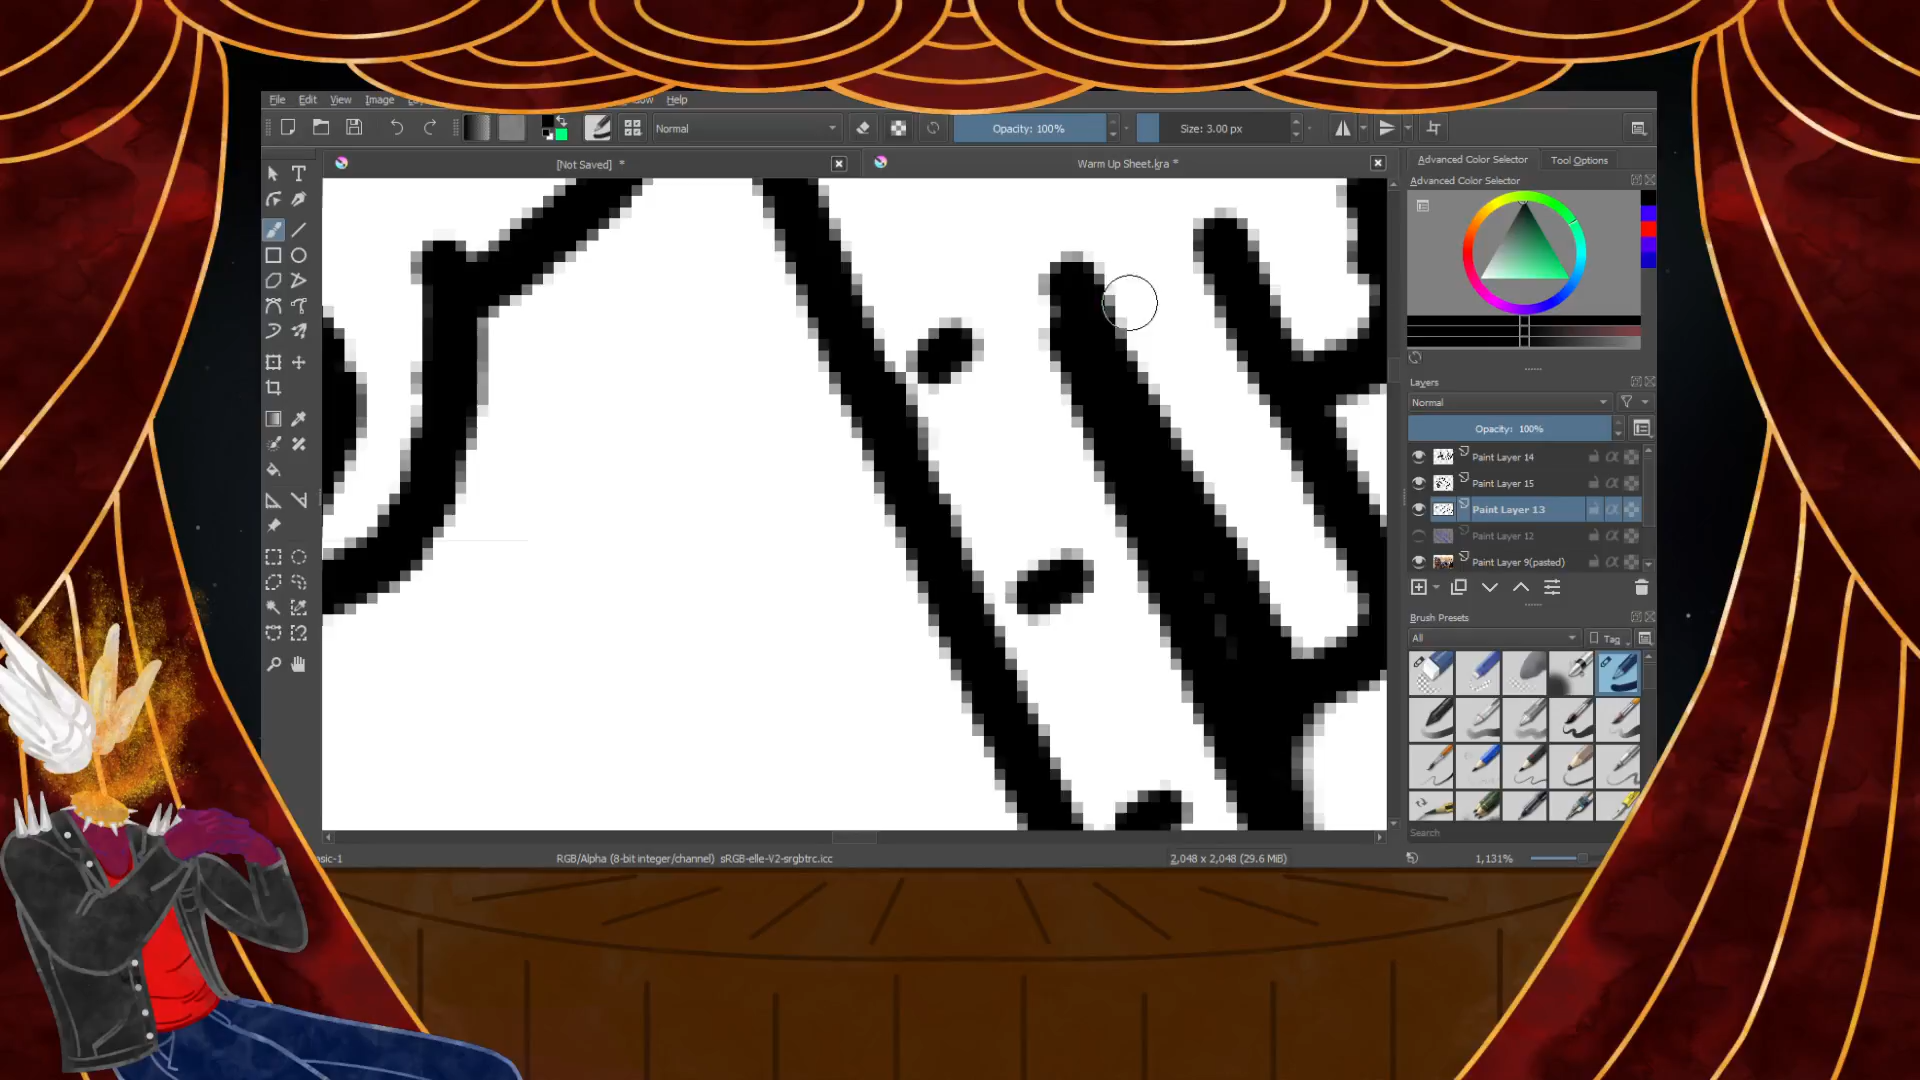 File Edit View Image Help
Normal
Opacity: 100%
Size: 3.00 px
[Not Saved] *
Warm Up Sheet.kra *
Advanced Color Selector Tool Options
Advanced Color Selector
Layers
Normal
Opacity: 100%
Paint Layer 14
Paint Layer 15
Paint Layer 13
Paint Layer 12
Paint Layer 9(pasted)
Brush Presets
All
Tag
Search
RGB/Alpha (8-bit integer/channel) sRGB-elle-V2-srgbtrc.icc
2,048 x 2,048 (29.6 MiB)
1,131%